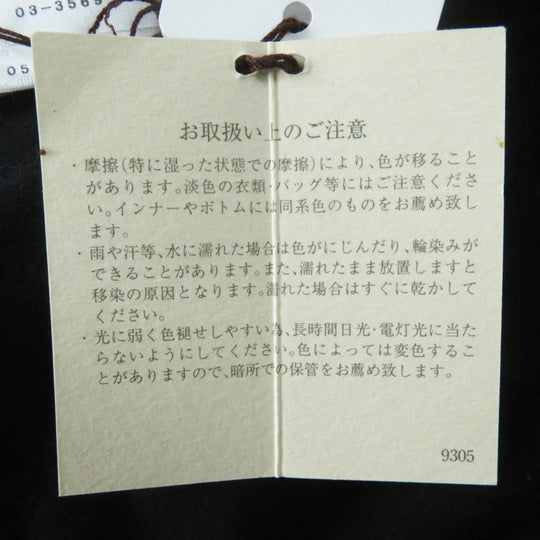 03-3569
05
お取扱い上のご注意
・摩擦(特に湿った状態での摩擦)により、色が移ること
があります。淡色の衣類・バッグ等にはご注意くださ
い。インナーやボトムには同系色のものをお薦め致し
ます。
・雨や汗等、水に濡れた場合は色がにじんだり、輪染みが
できることがあります。また、濡れたまま放置しますと
移染の原因となります。濡れた場合はすぐに乾かして
ください。
・光に弱く色褪せしやすい為、長時間日光・電灯光に当た
らないようにしてください。色によっては変色するこ
とがありますので、暗所での保管をお薦め致します。
9305